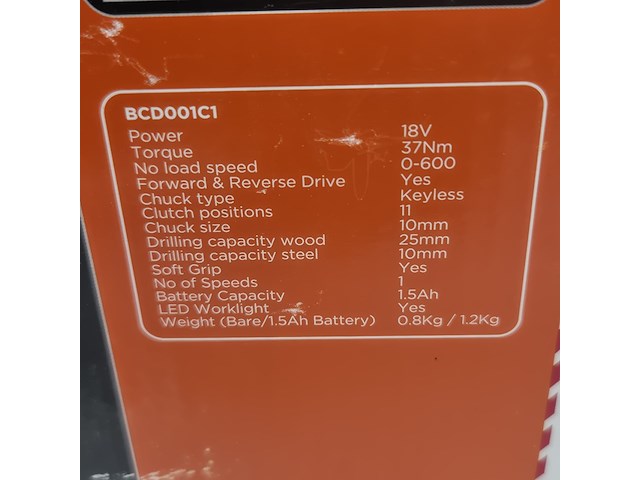 BCD001C1
Power 18V
Torque 37Nm
No load speed 0-600
Forward & Reverse Drive Yes
Chuck type Keyless
Clutch positions 11
Chuck size 10mm
Drilling capacity wood 25mm
Drilling capacity steel 10mm
Soft Grip Yes
No of Speeds 1
Battery Capacity 1.5Ah
LED Worklight Yes
Weight (Bare/1.5Ah Battery) 0.8Kg / 1.2Kg